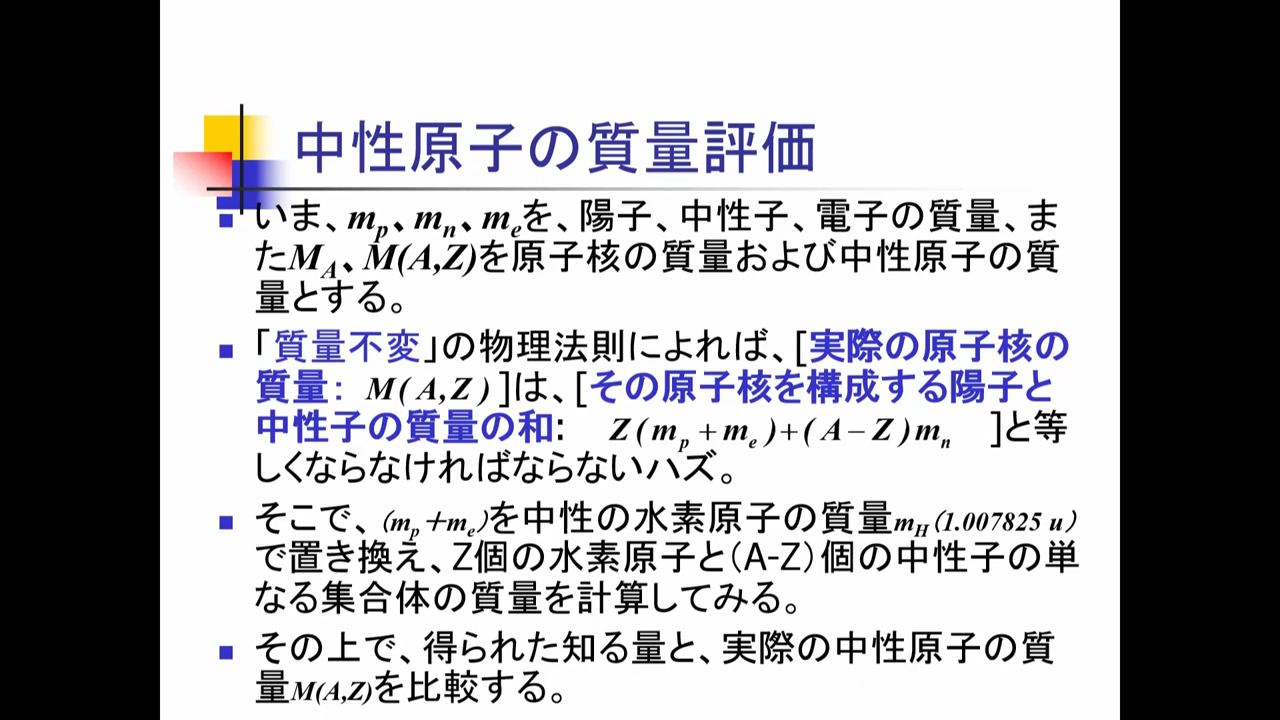 中性原子の質量評価
いま、mp、mn、meを、陽子、中性子、電子の質量、ま
たMA、M(A,Z)を原子核の質量および中性原子の質
量とする。
「質量不変」の物理法則によれば、[実際の原子核の
質量: M(A,Z)]は、[その原子核を構成する陽子と
中性子の質量の和: Z(mp+me)+(A−Z)mn ]と等
しくならなければならないハズ。
そこで、(mp+me)を中性の水素原子の質量mH(1.007825 u)
で置き換え、Z個の水素原子と(A-Z)個の中性子の単
なる集合体の質量を計算してみる。
その上で、得られた知る量と、実際の中性原子の質
量M(A,Z)を比較する。